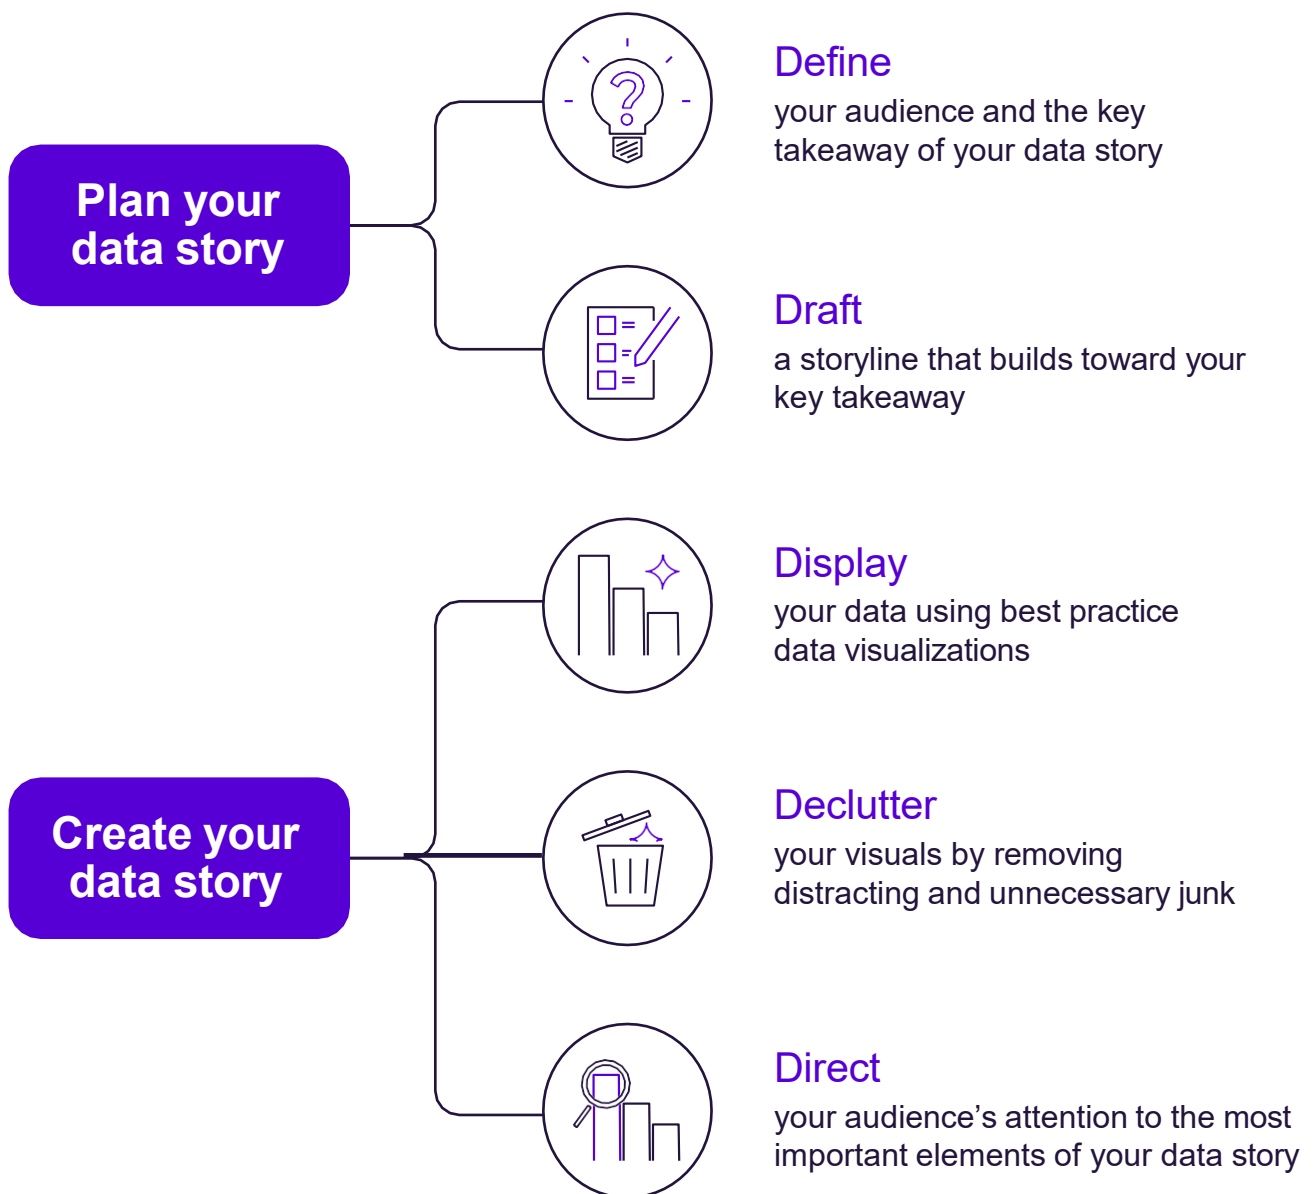 Plan your
data story
Define
your audience and the key
takeaway of your data story
Draft
a storyline that builds toward your
key takeaway
Create your
data story
Display
your data using best practice
data visualizations
Declutter
your visuals by removing
distracting and unnecessary junk
Direct
your audience’s attention to the most
important elements of your data story